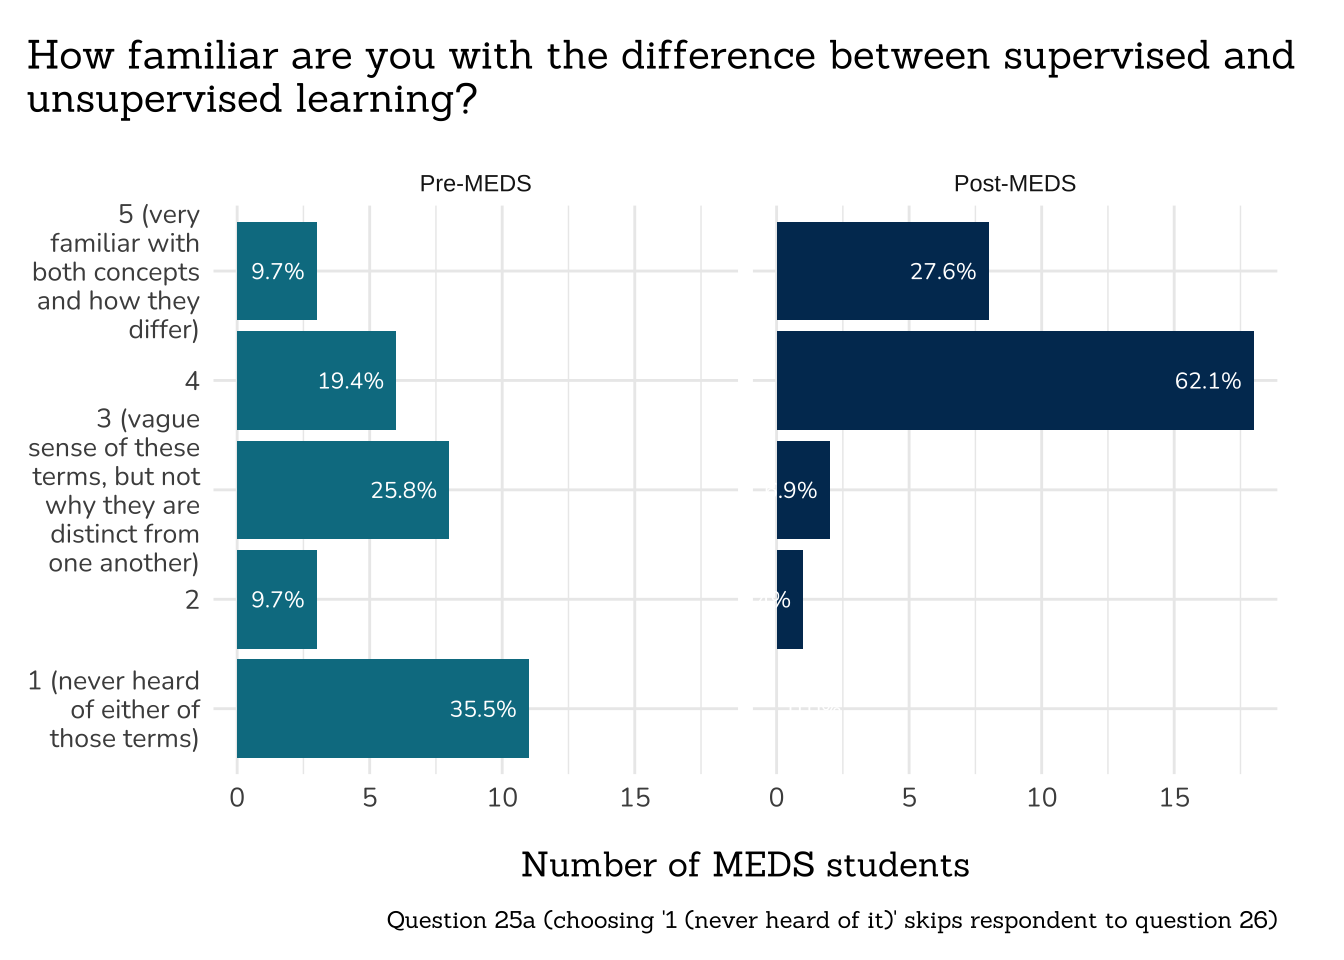 How familiar are you with the difference between supervised and
unsupervised learning?
Pre-MEDS
Post-MEDS
5 (very
familiar with
both concepts
and how they
differ)
9.7%
27.6%
4
19.4%
62.1%
3 (vague
sense of these
terms, but not
why they are
distinct from
one another)
25.8%
.9%
2
9.7%
%
1 (never heard
of either of
those terms)
35.5%
0 5 10 15
0 5 10 15
Number of MEDS students
Question 25a (choosing '1 (never heard of it)' skips respondent to question 26)